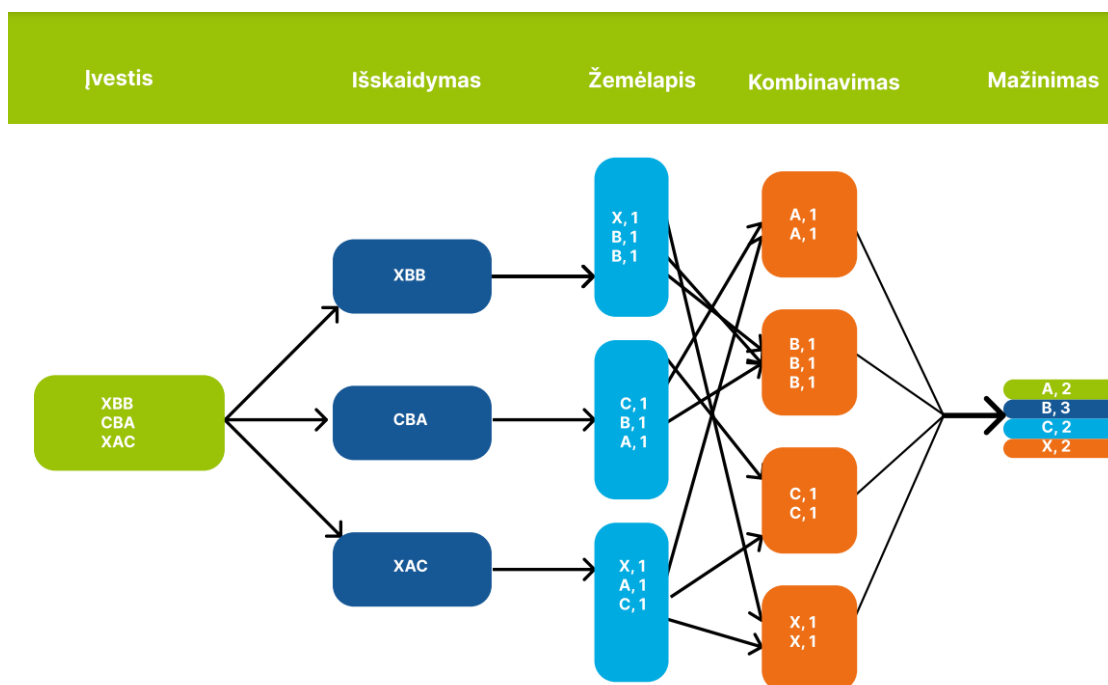 Įvestis
Išskaidymas
Žemėlapis
Kombinavimas
Mažinimas
XBB
CBA
XAC
XBB
CBA
XAC
X, 1
B, 1
B, 1
C, 1
B, 1
A, 1
X, 1
A, 1
C, 1
A, 1
A, 1
B, 1
B, 1
B, 1
C, 1
C, 1
X, 1
X, 1
A, 2
B, 3
C, 2
X, 2